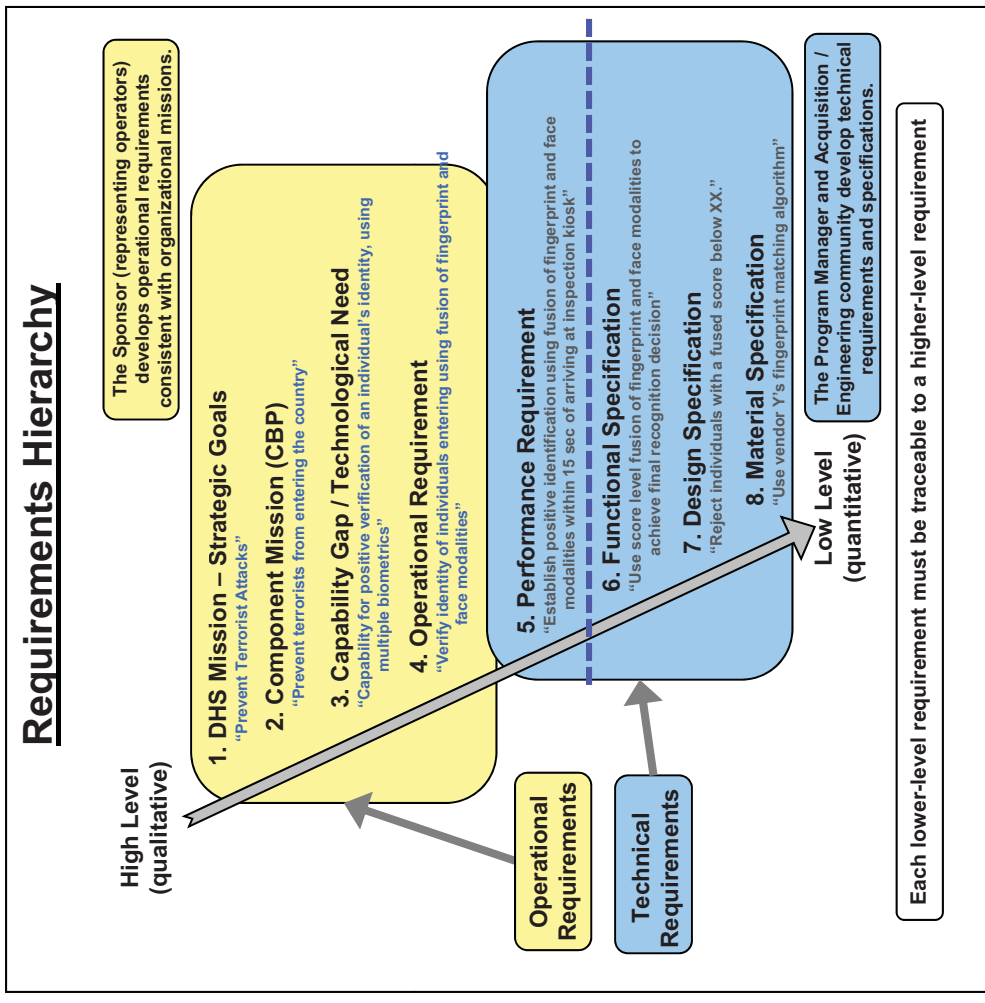 Requirements Hierarchy
High Level
(qualitative)
The Sponsor (representing operators)
develops operational requirements
consistent with organizational missions.
1. DHS Mission – Strategic Goals
“Prevent Terrorist Attacks”
2. Component Mission (CBP)
“Prevent terrorists from entering the country”
3. Capability Gap / Technological Need
“Capability for positive verification of an individual’s identity, using
multiple biometrics”
4. Operational Requirement
“Verify identity of individuals entering using fusion of fingerprint and
face modalities”
Operational
Requirements
5. Performance Requirement
“Establish positive identification using fusion of fingerprint and face
modalities within 15 sec of arriving at inspection kiosk”
6. Functional Specification
“Use score level fusion of fingerprint and face modalities to
achieve final recognition decision”
7. Design Specification
“Reject individuals with a fused score below XX.”
8. Material Specification
“Use vendor Y’s fingerprint matching algorithm”
Technical
Requirements
Low Level
(quantitative)
The Program Manager and Acquisition /
Engineering community develop technical
requirements and specifications.
Each lower-level requirement must be traceable to a higher-level requirement